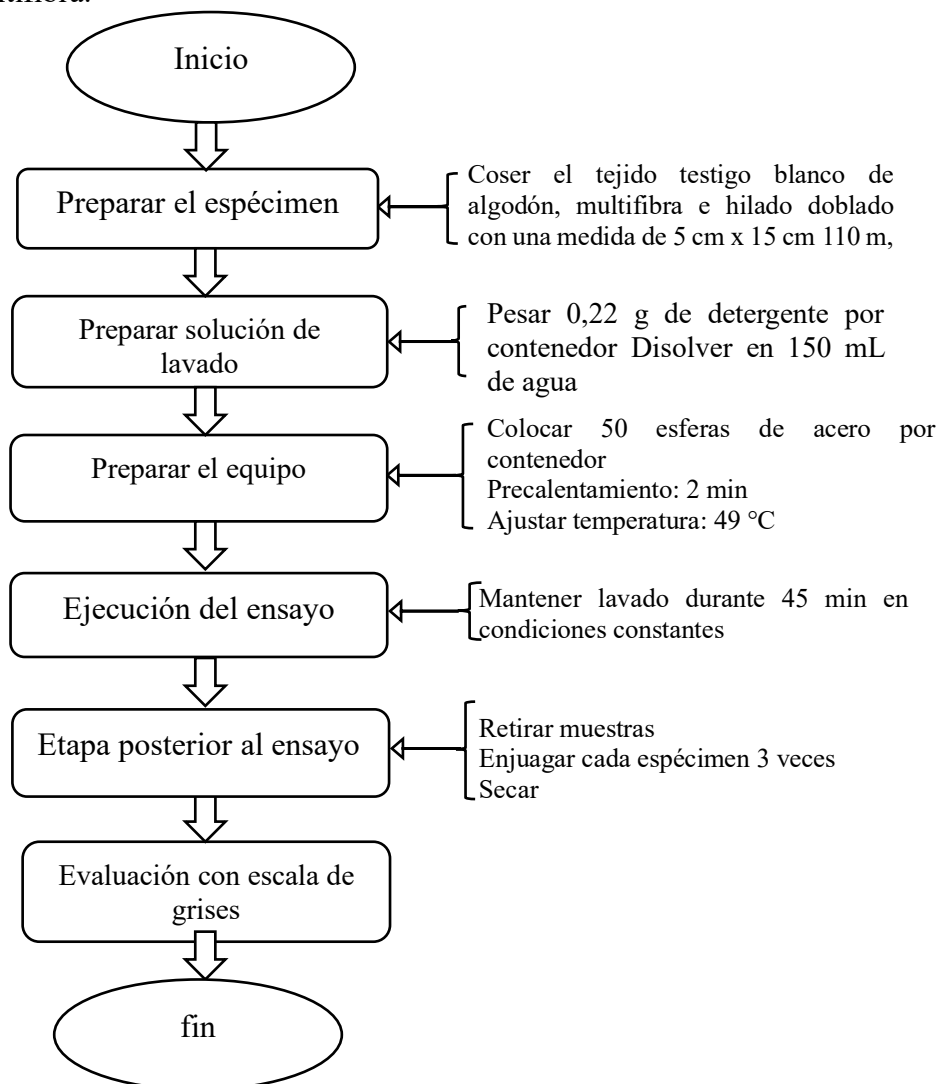 Inicio
Preparar el espécimen
Coser el tejido testigo blanco de
algodón, multifibra e hilado doblado
con una medida de 5 cm x 15 cm 110 m,
Preparar solución de
lavado
Pesar 0,22 g de detergente por
contenedor Disolver en 150 mL
de agua
Preparar el equipo
Colocar 50 esferas de acero por
contenedor
Precalentamiento: 2 min
Ajustar temperatura: 49 °C
Ejecución del ensayo
Mantener lavado durante 45 min en
condiciones constantes
Etapa posterior al ensayo
Retirar muestras
Enjuagar cada espécimen 3 veces
Secar
Evaluación con escala de
grises
fin